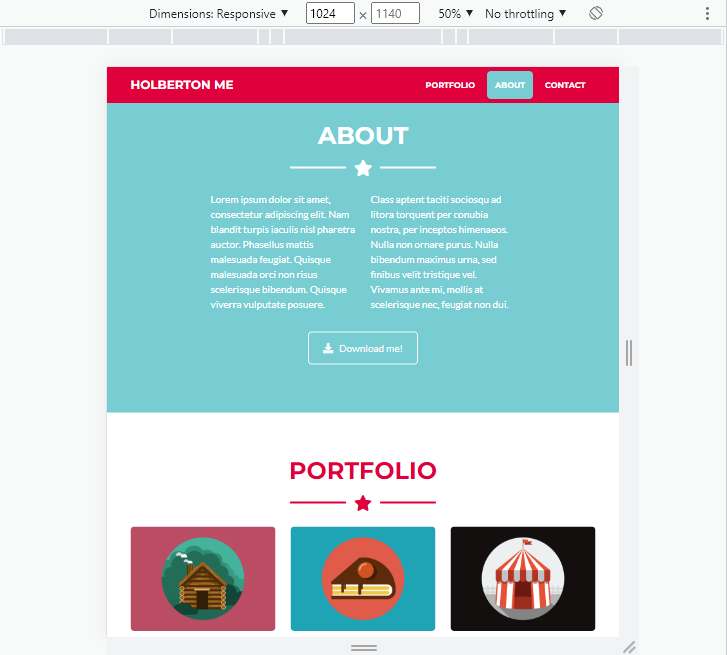 Dimensions: Responsive ▼ 1024 × 1140 50% ▼ No throttling ▼
HOLBERTON ME PORTFOLIO ABOUT CONTACT
ABOUT
Lorem ipsum dolor sit amet,
consectetur adipiscing elit. Nam
blandit turpis iaculis nisl pharetra
auctor. Phasellus mattis
malesuada feugiat. Quisque
malesuada orci non risus
scelerisque bibendum. Quisque
viverra vulputate posuere.
Class aptent taciti sociosqu ad
litora torquent per conubia
nostra, per inceptos himenaeos.
Nulla non ornare purus. Nulla
bibendum maximus urna, sed
finibus velit tristique vel.
Vivamus ante mi, mollis at
scelerisque nec, feugiat non dui.
Download me!
PORTFOLIO